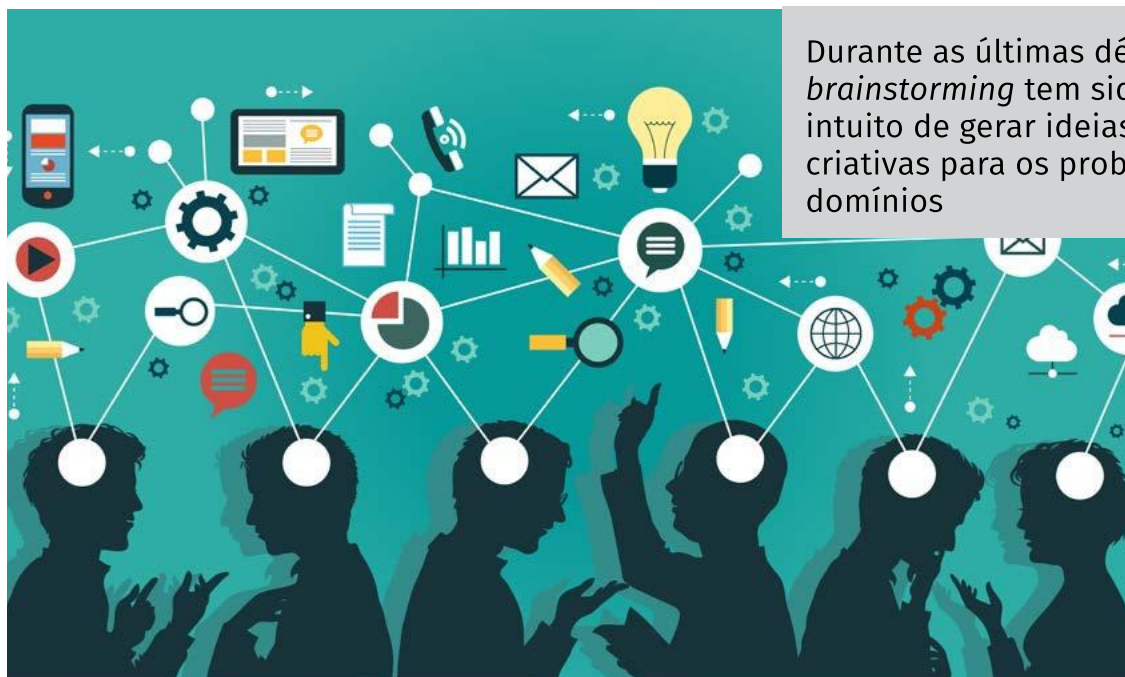 Durante as últimas
brainstorming tem
intuito de gerar ideias
criativas para os
domínios